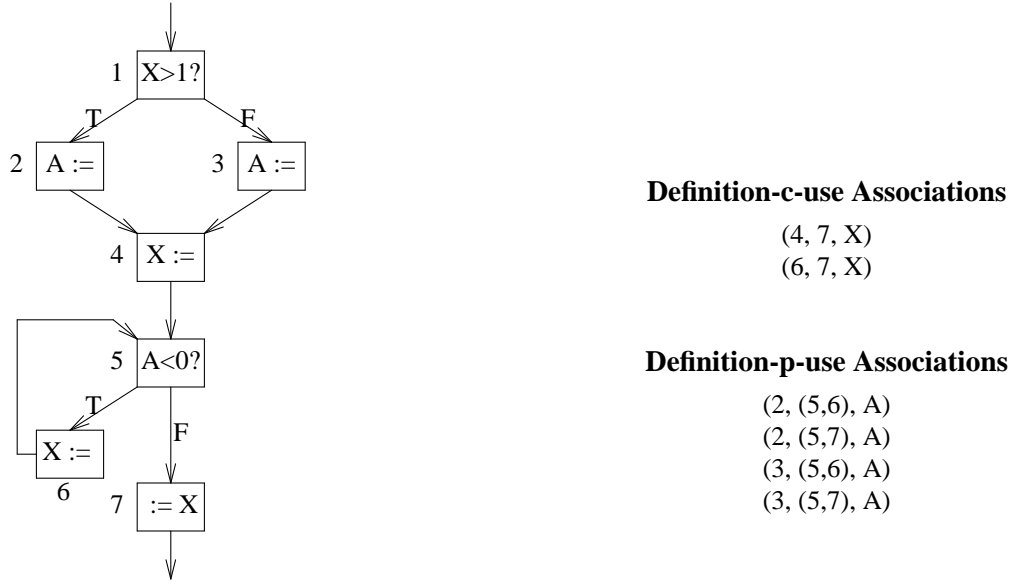 1 X>1?
T F
2 A := 3 A :=
4 X :=
5 A<0?
T F
X :=
6
7 := X
Definition-c-use Associations
(4, 7, X)
(6, 7, X)
Definition-p-use Associations
(2, (5,6), A)
(2, (5,7), A)
(3, (5,6), A)
(3, (5,7), A)